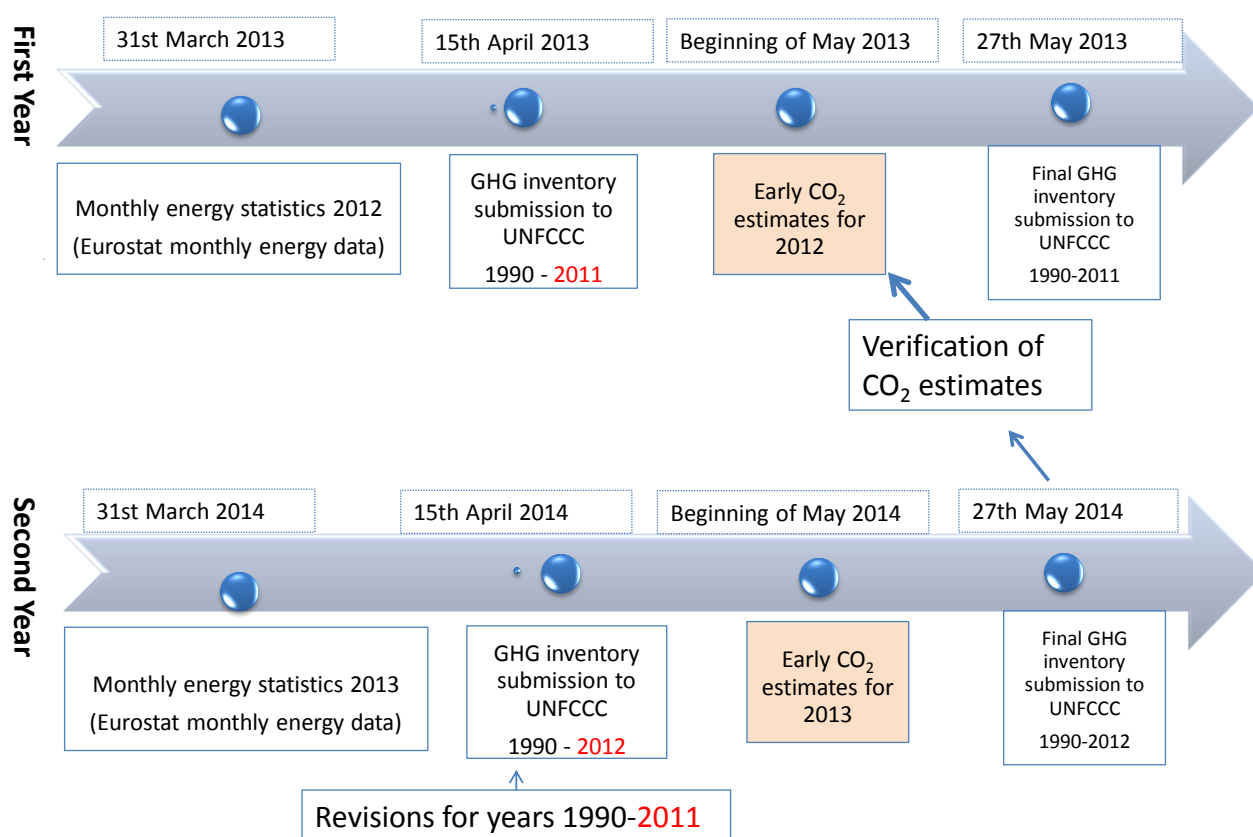 First Year
31st March 2013
15th April 2013
Beginning of May 2013
27th May 2013
Monthly energy statistics 2012
(Eurostat monthly energy data)
GHG inventory
submission to
UNFCCC
1990 - 2011
Early CO₂
estimates for
2012
Final GHG
inventory
submission to
UNFCCC
1990-2011
Verification of
CO₂ estimates
Second Year
31st March 2014
15th April 2014
Beginning of May 2014
27th May 2014
Monthly energy statistics 2013
(Eurostat monthly energy data)
GHG inventory
submission to
UNFCCC
1990 - 2012
Early CO₂
estimates for
2013
Final GHG
inventory
submission to
UNFCCC
1990-2012
Revisions for years 1990-2011